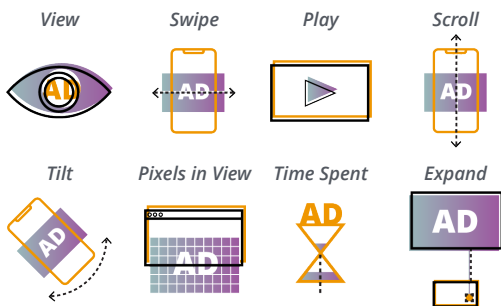 View
Swipe
Play
Scroll
AD
AD
AD
Tilt
Pixels in View
Time Spent
Expand
AD
AD
AD
AD